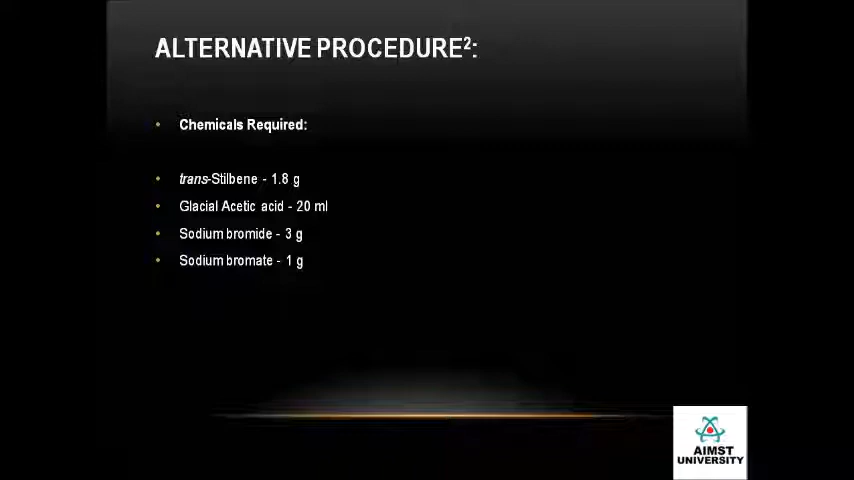 ALTERNATIVE PROCEDURE²:
• Chemicals Required:
• trans-Stilbene - 1.8 g
• Glacial Acetic acid - 20 ml
• Sodium bromide - 3 g
• Sodium bromate - 1 g
AIMST
UNIVERSITY